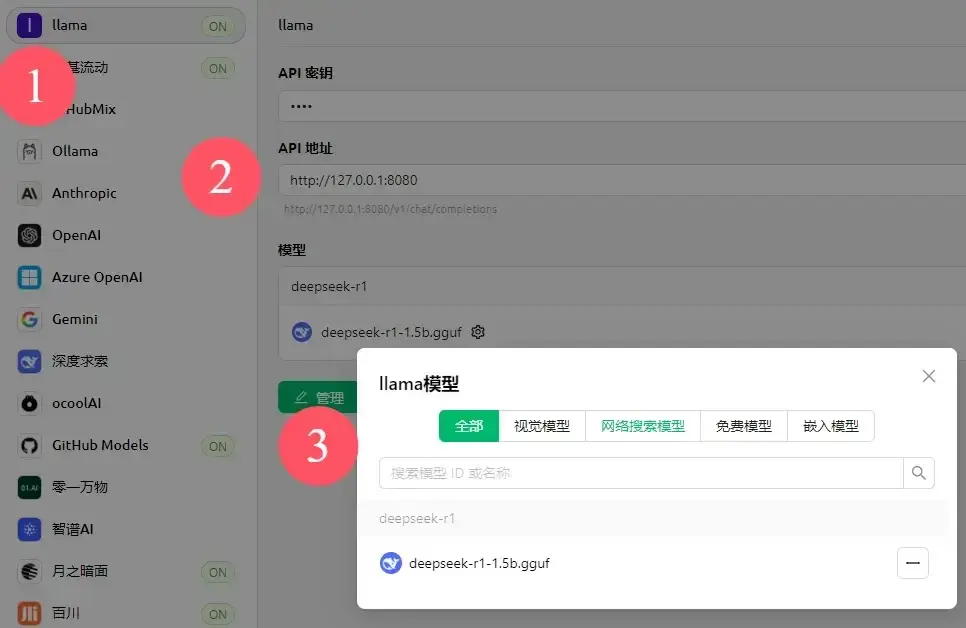 llama
ON
基流动
ON
HubMix
Ollama
Anthropic
OpenAI
Azure OpenAI
Gemini
深度求索
ocoolAI
GitHub Models
ON
01.AI
零一万物
智谱AI
月之暗面
ON
百川
ON
1
2
3
llama
API 密钥
••••
API 地址
http://127.0.0.1:8080
http://127.0.0.1:8080/v1/chat/completions
模型
deepseek-r1
deepseek-r1-1.5b.gguf
管理
llama模型
全部
视觉模型
网络搜索模型
免费模型
嵌入模型
搜索模型 ID 或名称
deepseek-r1
deepseek-r1-1.5b.gguf